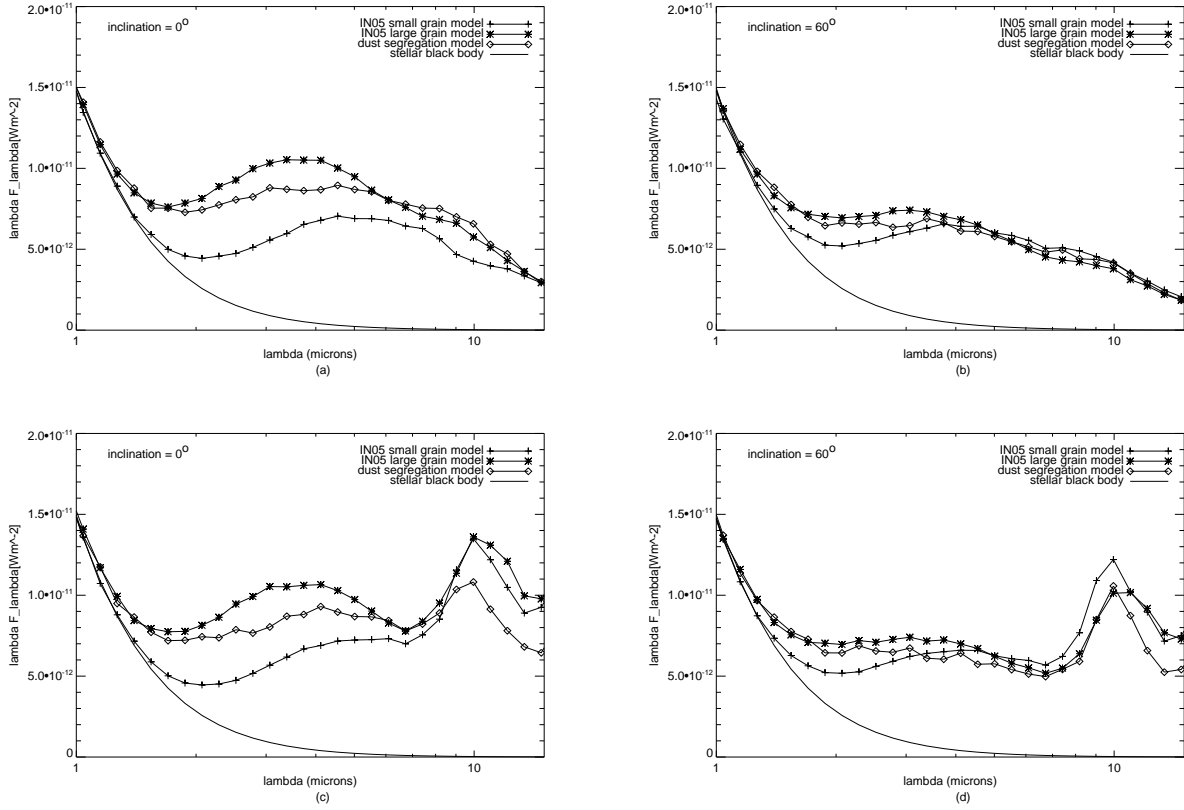 inclination = 0°
IN05 small grain model
IN05 large grain model
dust segregation model
stellar black body
lambda F_lambda[Wm^-2]
2.0•10-11
1.5•10-11
1.0•10-11
5.0•10-12
0
1
10
lambda (microns)
(a)
inclination = 60°
IN05 small grain model
IN05 large grain model
dust segregation model
stellar black body
lambda F_lambda[Wm^-2]
2.0•10-11
1.5•10-11
1.0•10-11
5.0•10-12
0
1
10
lambda (microns)
(b)
inclination = 0°
IN05 small grain model
IN05 large grain model
dust segregation model
stellar black body
lambda F_lambda[Wm^-2]
2.0•10-11
1.5•10-11
1.0•10-11
5.0•10-12
0
1
10
lambda (microns)
(c)
inclination = 60°
IN05 small grain model
IN05 large grain model
dust segregation model
stellar black body
lambda F_lambda[Wm^-2]
2.0•10-11
1.5•10-11
1.0•10-11
5.0•10-12
0
1
10
lambda (microns)
(d)